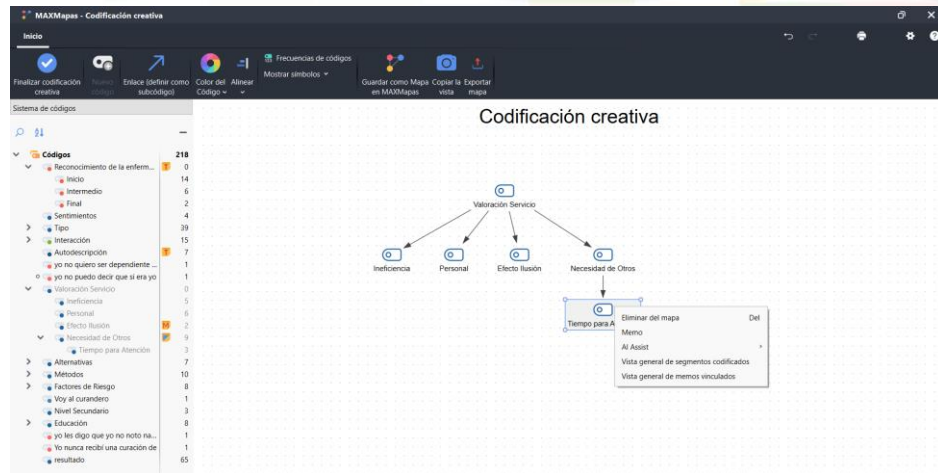 MAXMapas - Codificación creativa
Inicio
Finalizar codificación creativa
Nuevo código
Enlace (definir como subcódigo)
Color del Código
Alinear
Frecuencias de códigos
Mostrar símbolos
Guardar como Mapa en MAXMapas
Copiar la vista
Exportar mapa
Sistema de códigos
Códigos 218
Reconocimiento de la enferm... T 0
Inicio 14
Intermedio 6
Final 2
Sentimientos 4
Tipo 39
Interacción 15
Autodescripción T 7
yo no quiero ser dependiente ... 1
yo no puedo decir que si era yo 1
Valoración Servicio 0
Ineficiencia 5
Personal 6
Efecto Ilusión M 2
Necesidad de Otros 9
Tiempo para Atención 3
Alternativas 7
Métodos 10
Factores de Riesgo 8
Voy al curandero 1
Nivel Secundario 3
Educación 8
yo les digo que yo no noto na... 1
Yo nunca recibí una curación de 1
resultado 65
Codificación creativa
Valoración Servicio
Ineficiencia
Personal
Efecto Ilusión
Necesidad de Otros
Tiempo para A
Eliminar del mapa Del
Memo
AI Assist
Vista general de segmentos codificados
Vista general de memos vinculados